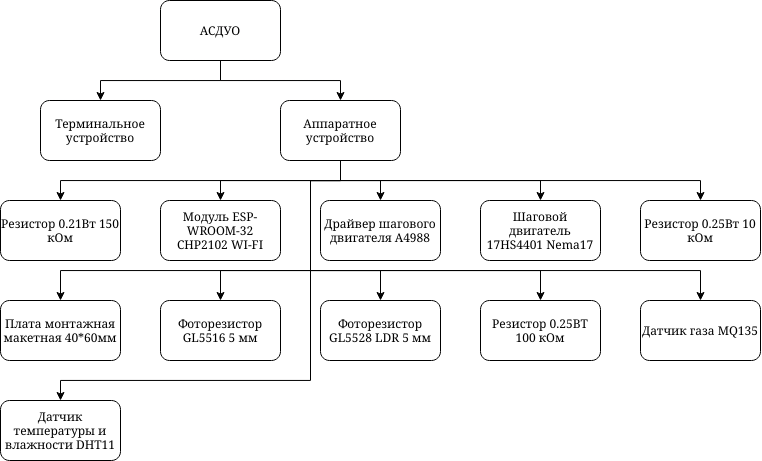 АСДУО
Терминальное
устройство
Аппаратное
устройство
Резистор 0.21Вт 150
кОм
Модуль ESP-
WROOM-32
CHP2102 WI-FI
Драйвер шагового
двигателя A4988
Шаговой
двигатель
17HS4401 Nema17
Резистор 0.25Вт 10
кОм
Плата монтажная
макетная 40*60мм
Фоторезистор
GL5516 5 мм
Фоторезистор
GL5528 LDR 5 мм
Резистор 0.25ВТ
100 кОм
Датчик газа MQ135
Датчик
температуры и
влажности DHT11